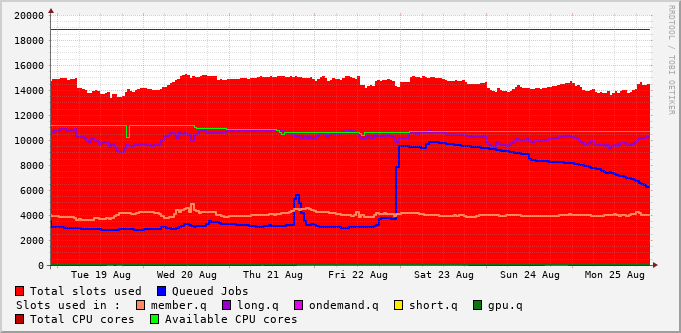 20000
18000
16000
14000
12000
10000
8000
6000
4000
2000
0
Tue 19 Aug Wed 20 Aug Thu 21 Aug Fri 22 Aug Sat 23 Aug Sun 24 Aug Mon 25 Aug
Total slots used Queued Jobs
Slots used in : member.q long.q ondemand.q short.q gpu.q
Total CPU cores Available CPU cores
RRDTOOL / TOBI OETIKER